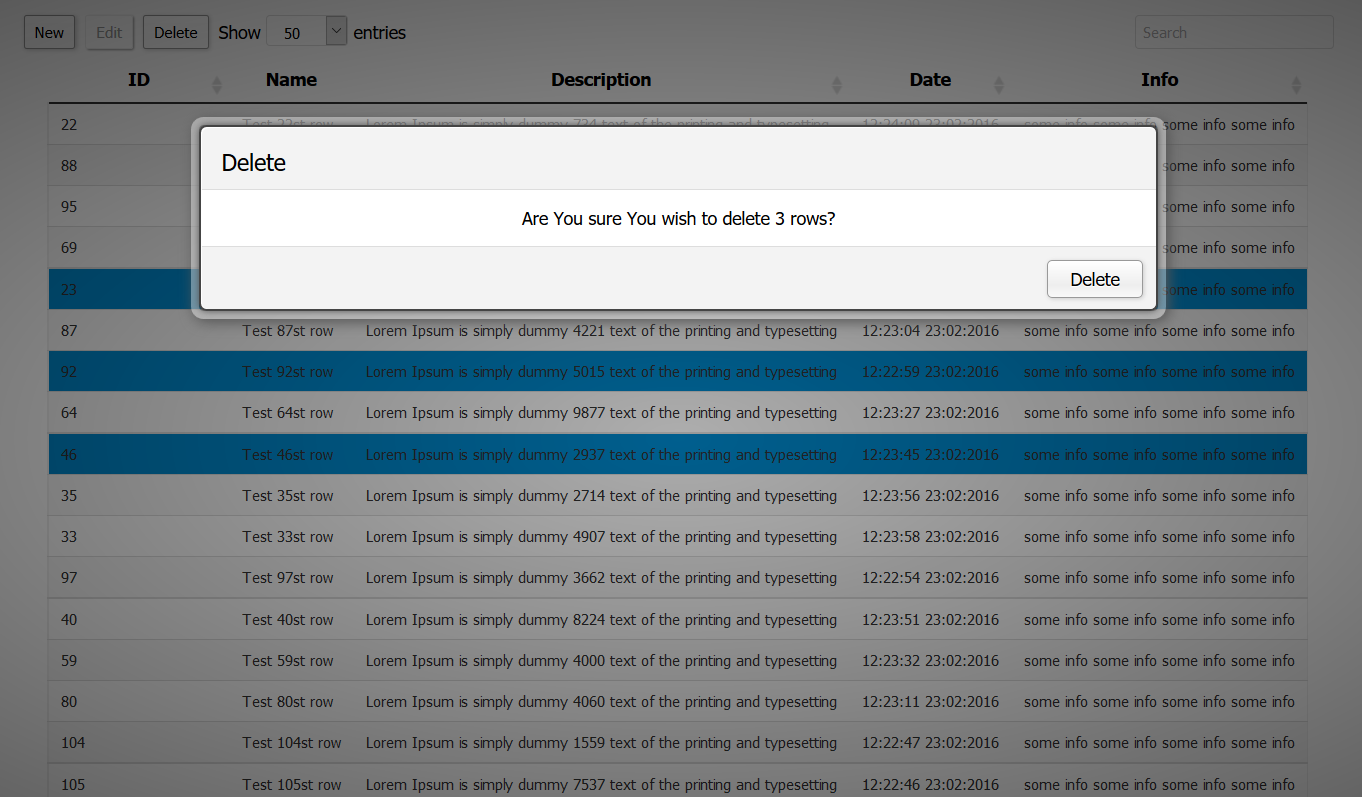 New Edit Delete Show 50 entries Search
ID Name Description Date Info
22 Test 22st row Lorem Ipsum is simply dummy 734 text of the printing and typesetting 12:24:09 23:02:2016 some info some info some info some info
88 some info some info
95 some info some info
69 some info some info
Delete
Are You sure You wish to delete 3 rows?
Delete
23 some info some info
87 Test 87st row Lorem Ipsum is simply dummy 4221 text of the printing and typesetting 12:23:04 23:02:2016 some info some info some info some info
92 Test 92st row Lorem Ipsum is simply dummy 5015 text of the printing and typesetting 12:22:59 23:02:2016 some info some info some info some info
64 Test 64st row Lorem Ipsum is simply dummy 9877 text of the printing and typesetting 12:23:27 23:02:2016 some info some info some info some info
46 Test 46st row Lorem Ipsum is simply dummy 2937 text of the printing and typesetting 12:23:45 23:02:2016 some info some info some info some info
35 Test 35st row Lorem Ipsum is simply dummy 2714 text of the printing and typesetting 12:23:56 23:02:2016 some info some info some info some info
33 Test 33st row Lorem Ipsum is simply dummy 4907 text of the printing and typesetting 12:23:58 23:02:2016 some info some info some info some info
97 Test 97st row Lorem Ipsum is simply dummy 3662 text of the printing and typesetting 12:22:54 23:02:2016 some info some info some info some info
40 Test 40st row Lorem Ipsum is simply dummy 8224 text of the printing and typesetting 12:23:51 23:02:2016 some info some info some info some info
59 Test 59st row Lorem Ipsum is simply dummy 4000 text of the printing and typesetting 12:23:32 23:02:2016 some info some info some info some info
80 Test 80st row Lorem Ipsum is simply dummy 4060 text of the printing and typesetting 12:23:11 23:02:2016 some info some info some info some info
104 Test 104st row Lorem Ipsum is simply dummy 1559 text of the printing and typesetting 12:22:47 23:02:2016 some info some info some info some info
105 Test 105st row Lorem Ipsum is simply dummy 7537 text of the printing and typesetting 12:22:46 23:02:2016 some info some info some info some info